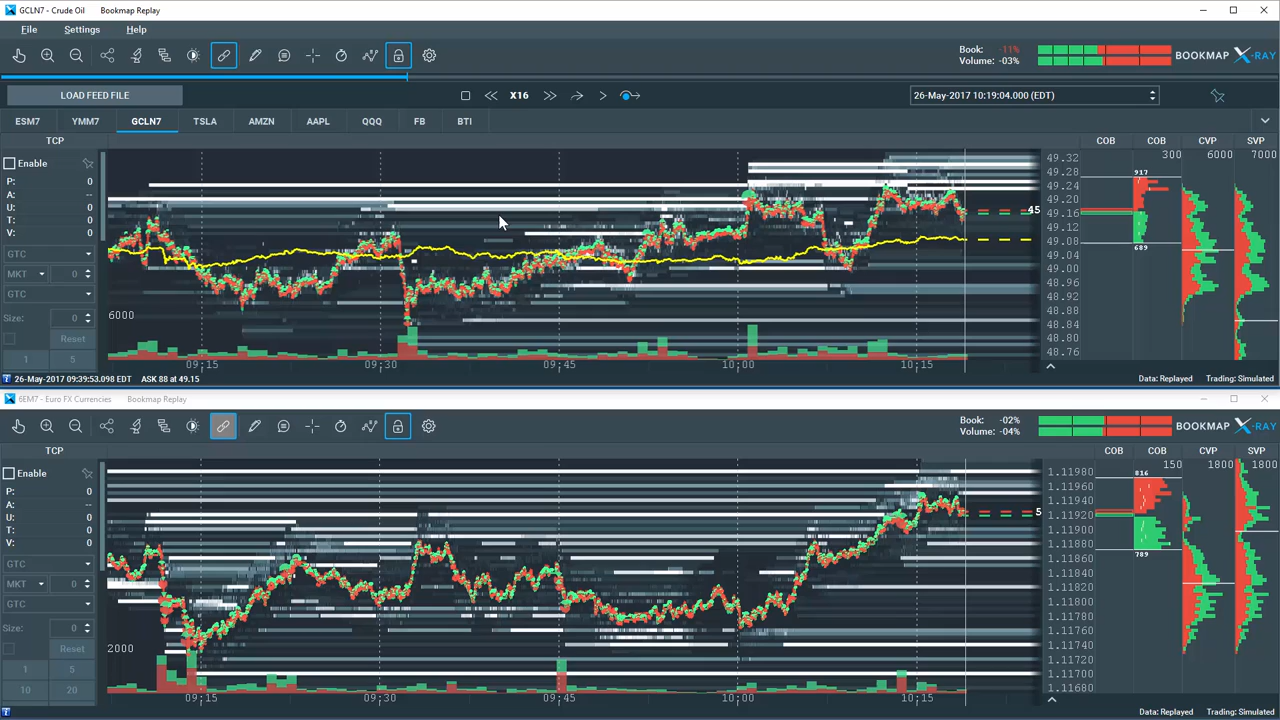 GCLN7 - Crude Oil Bookmap Replay
File Settings Help
Book: -11%
Volume: -03%
BOOKMAP X-RAY
LOAD FEED FILE
X16
26-May-2017 10:19:04.000 (EDT)
ESM7 YMM7 GCLN7 TSLA AMZN AAPL QQQ FB BTI
TCP
COB COB CVP SVP
300 6000 7000
Enable
P: 0
A: --
U: 0
T: 0
V: 0
GTC
MKT 0
GTC
Size: 0
Reset
1 5
6000
49.32
49.28
49.24
49.16
49.08
49.04
49.00
48.96
48.92
48.88
48.84
48.76
45
917
689
09:15 09:30 09:45 10:00 10:15
26-May-2017 09:39:53.098 EDT ASK 88 at 49.15
Data: Replayed Trading: Simulated
6EM7 - Euro FX Currencies Bookmap Replay
Book: -02%
Volume: -04%
BOOKMAP X-RAY
TCP
COB COB CVP SVP
150 1800 1800
Enable
P: 0
A: --
U: 0
T: 0
V: 0
GTC
MKT 0
GTC
Size: 0
Reset
1 5
10 20
2000
1.11980
1.11960
1.11940
1.11920
1.11900
1.11880
1.11860
1.11840
1.11820
1.11800
1.11780
1.11760
1.11740
1.11720
1.11700
1.11680
5
816
789
09:15 09:30 09:45 10:00 10:15
Data: Replayed Trading: Simulated